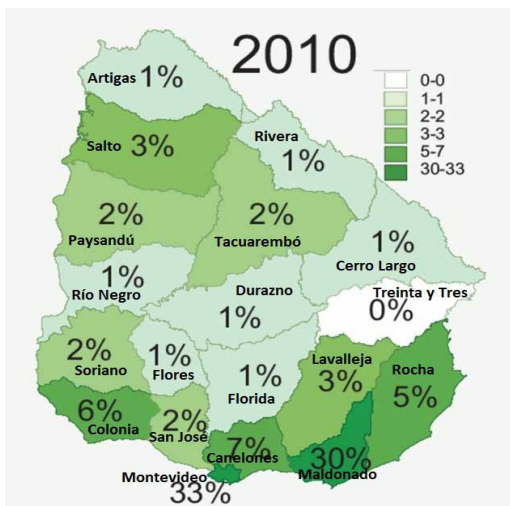 2010
0-0
1-1
2-2
3-3
5-7
30-33
Artigas 1%
Salto 3%
Rivera
1%
2%
Paysandú
2%
Tacuarembó
1%
Cerro Largo
1%
Río Negro
Durazno
1%
Treinta y Tres
0%
2%
Soriano
1%
Flores
1%
Florida
Lavalleja
3%
Rocha
5%
6%
Colonia
2%
San José
7%
Canelones
30%
Maldonado
Montevideo
33%